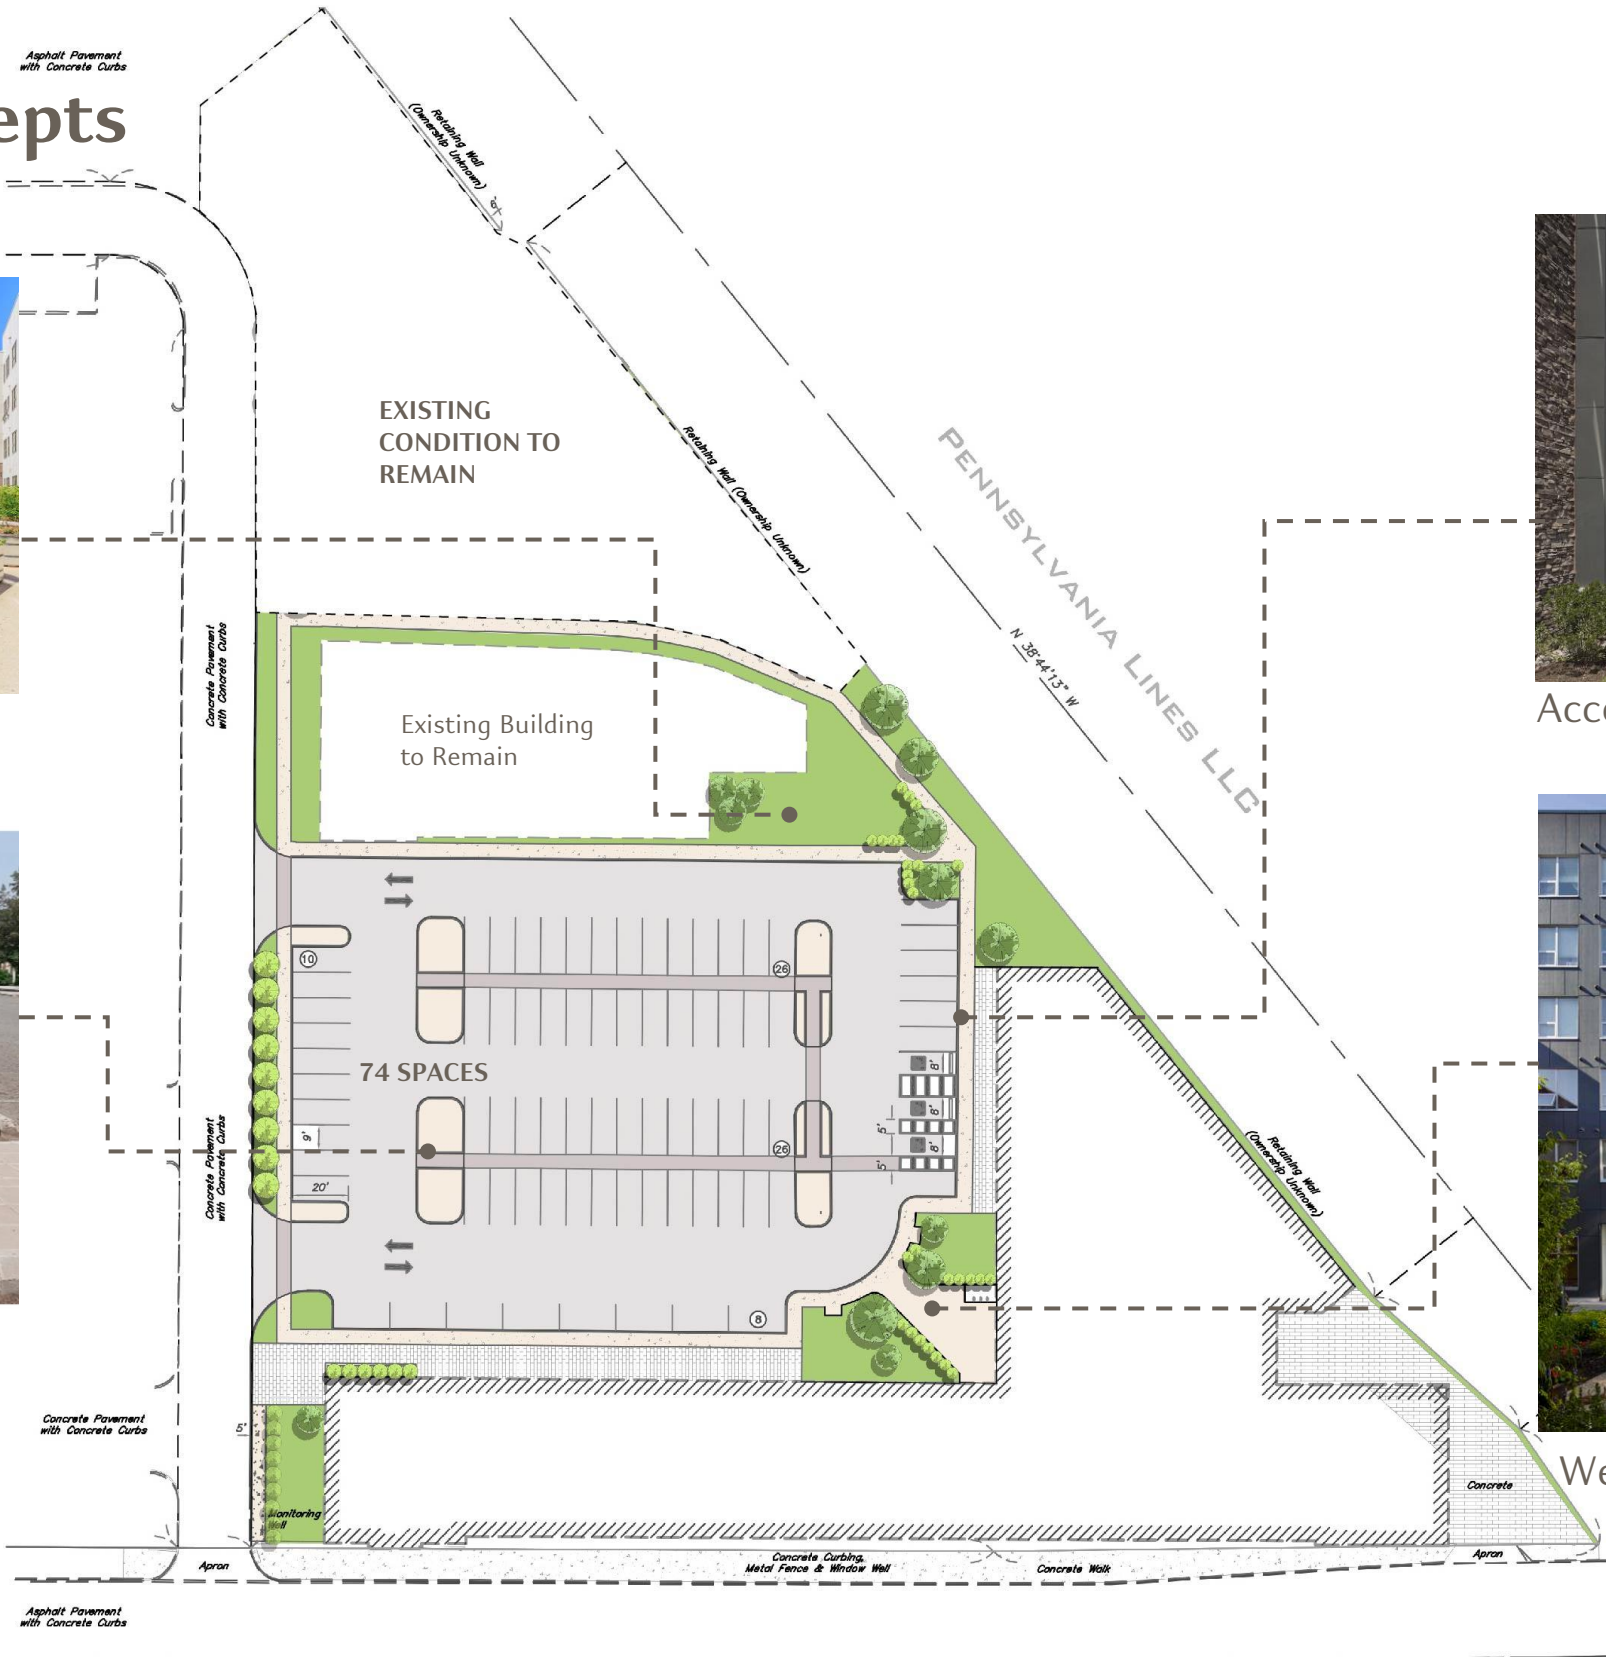 Asphalt Pavement
with Concrete Curbs
epts
Retaining Wall
(Ownership Unknown)
EXISTING
CONDITION TO
REMAIN
Retaining Wall (Ownership Unknown)
PENNSYLVANIA LINES LLC
N 38°44'13" W
Concrete Pavement
with Concrete Curbs
Existing Building
to Remain
Acc
10
26
74 SPACES
8'
8'
5'
8'
5'
9'
26
20'
Concrete Pavement
with Concrete Curbs
Retaining Wall
(Ownership Unknown)
8
Concrete Pavement
with Concrete Curbs
5'
We
Concrete
Monitoring
Well
Apron
Concrete Curbing,
Metal Fence & Window Well
Concrete Walk
Apron
Asphalt Pavement
with Concrete Curbs